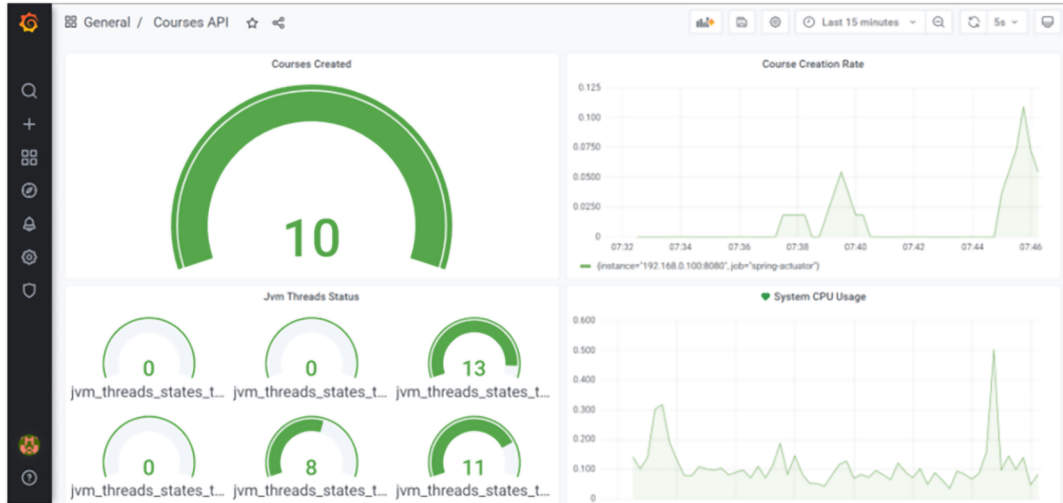 General / Courses API
Last 15 minutes
5s
Courses Created
10
Course Creation Rate
0.125
0.100
0.0750
0.0500
0.0250
0
07:32 07:34 07:36 07:38 07:40 07:42 07:44 07:46
{instance="192.168.0.100:8080", job="spring-actuator"}
Jvm Threads Status
0 0 13
jvm_threads_states_t... jvm_threads_states_t... jvm_threads_states_t...
0 8 11
jvm_threads_states_t... jvm_threads_states_t... jvm_threads_states_t...
System CPU Usage
0.600
0.500
0.400
0.300
0.200
0.100
0